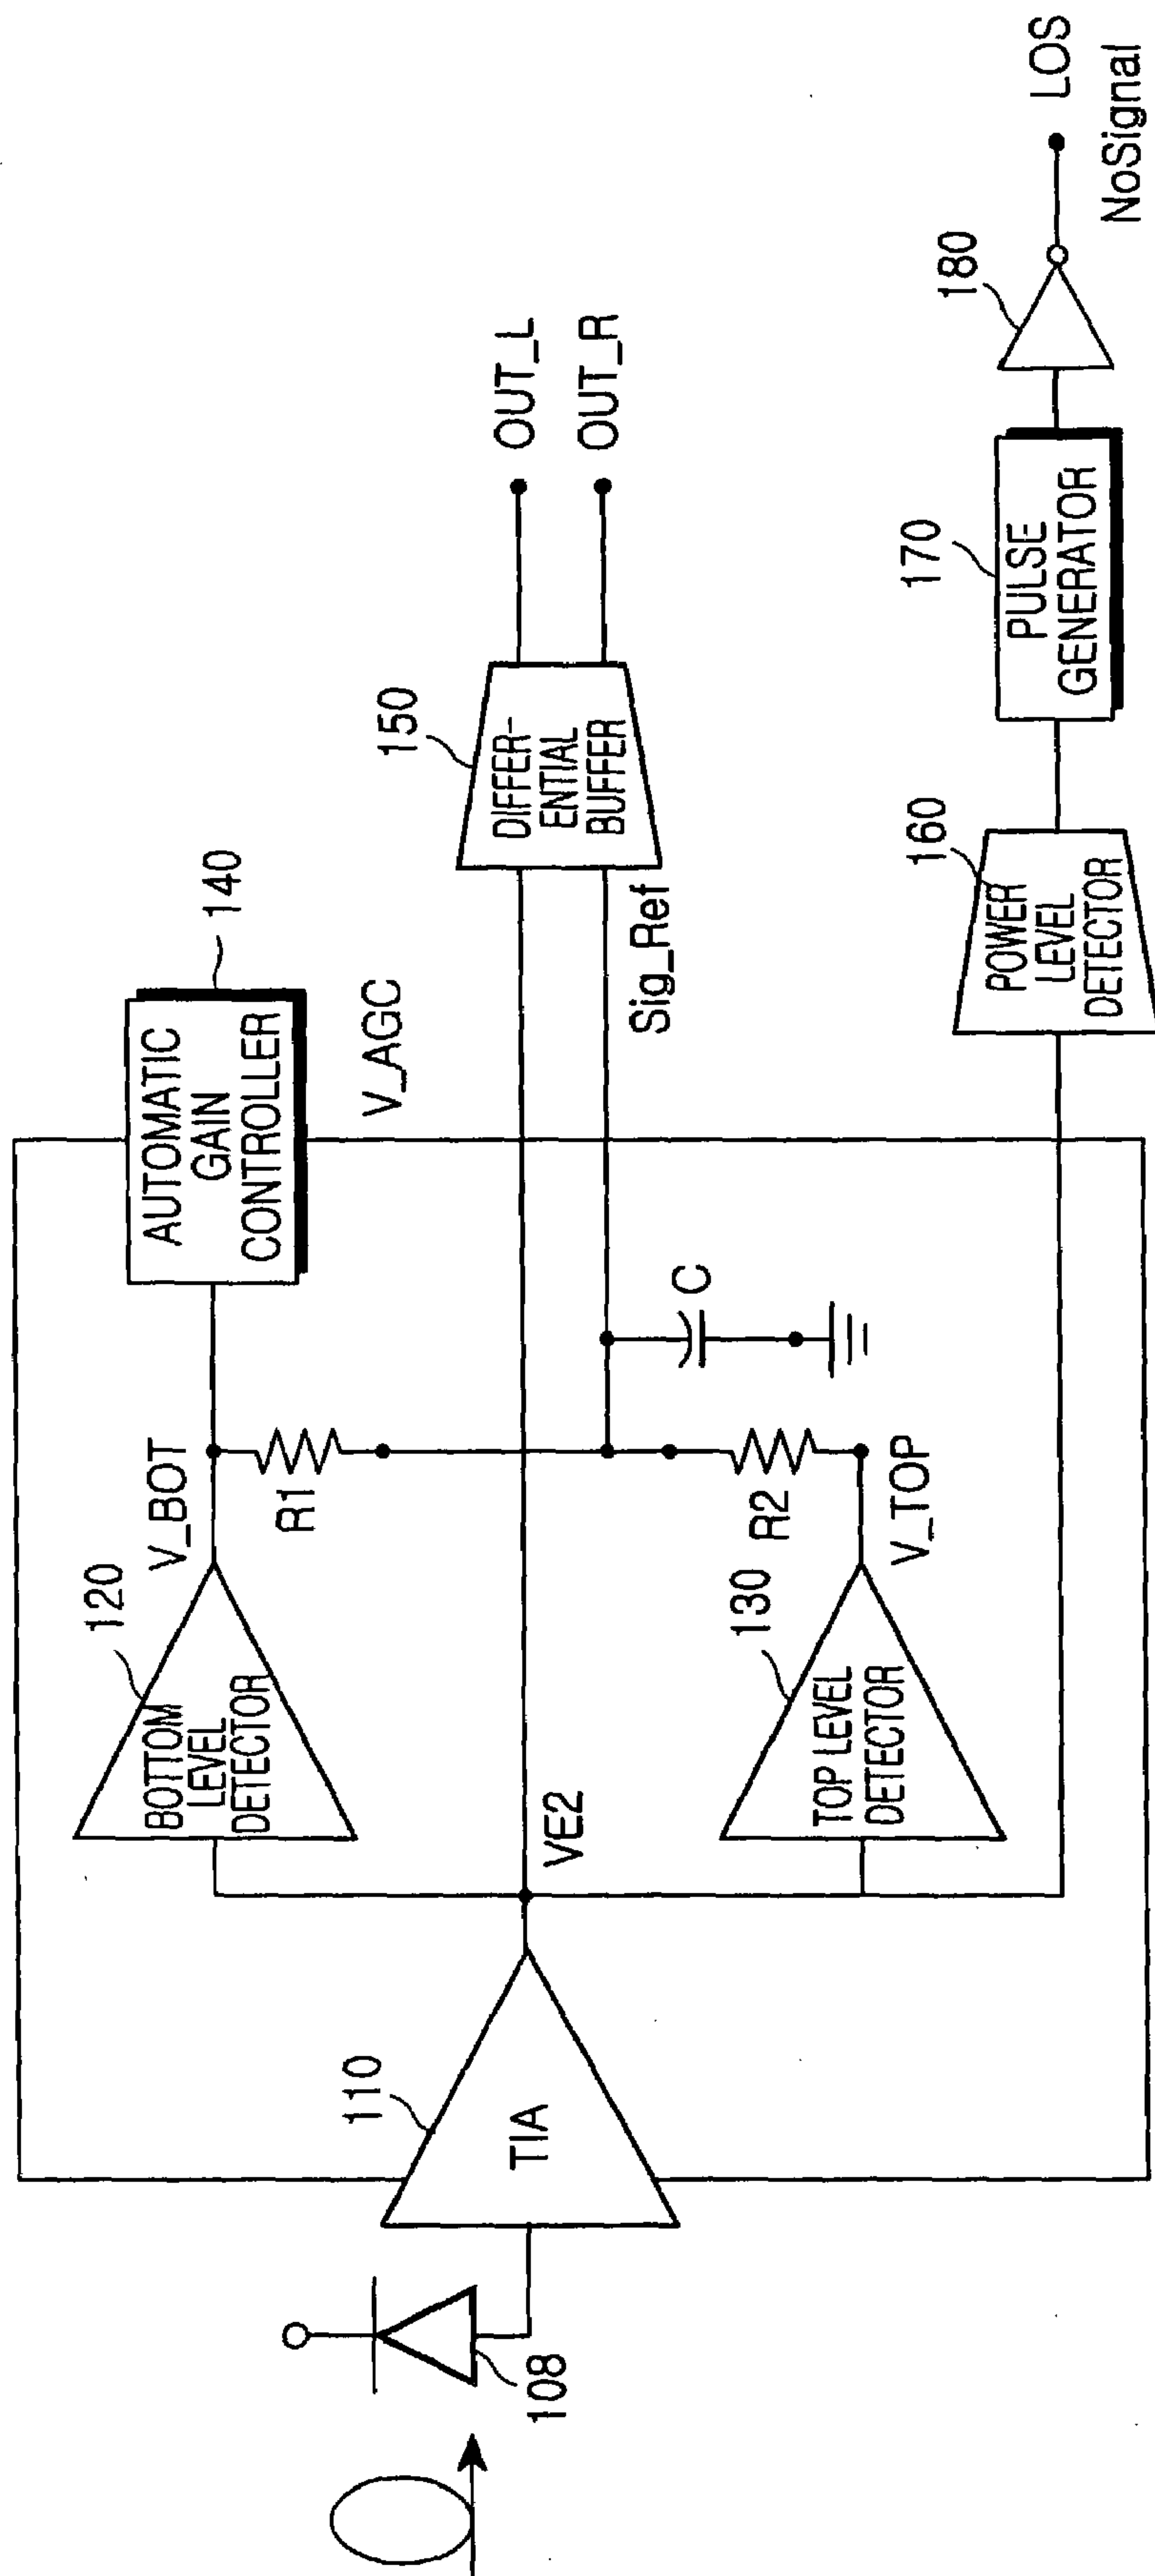 108
110
TIA
VE2
120
BOTTOM
LEVEL
DETECTOR
V_BOT
R1
AUTOMATIC
GAIN
CONTROLLER
140
V_AGC
130
TOP LEVEL
DETECTOR
V_TOP
R2
C
Sig_Ref
150
DIFFER-
ENTIAL
BUFFER
OUT_L
OUT_R
160
POWER
LEVEL
DETECTOR
170
PULSE
GENERATOR
180
LOS
NoSignal